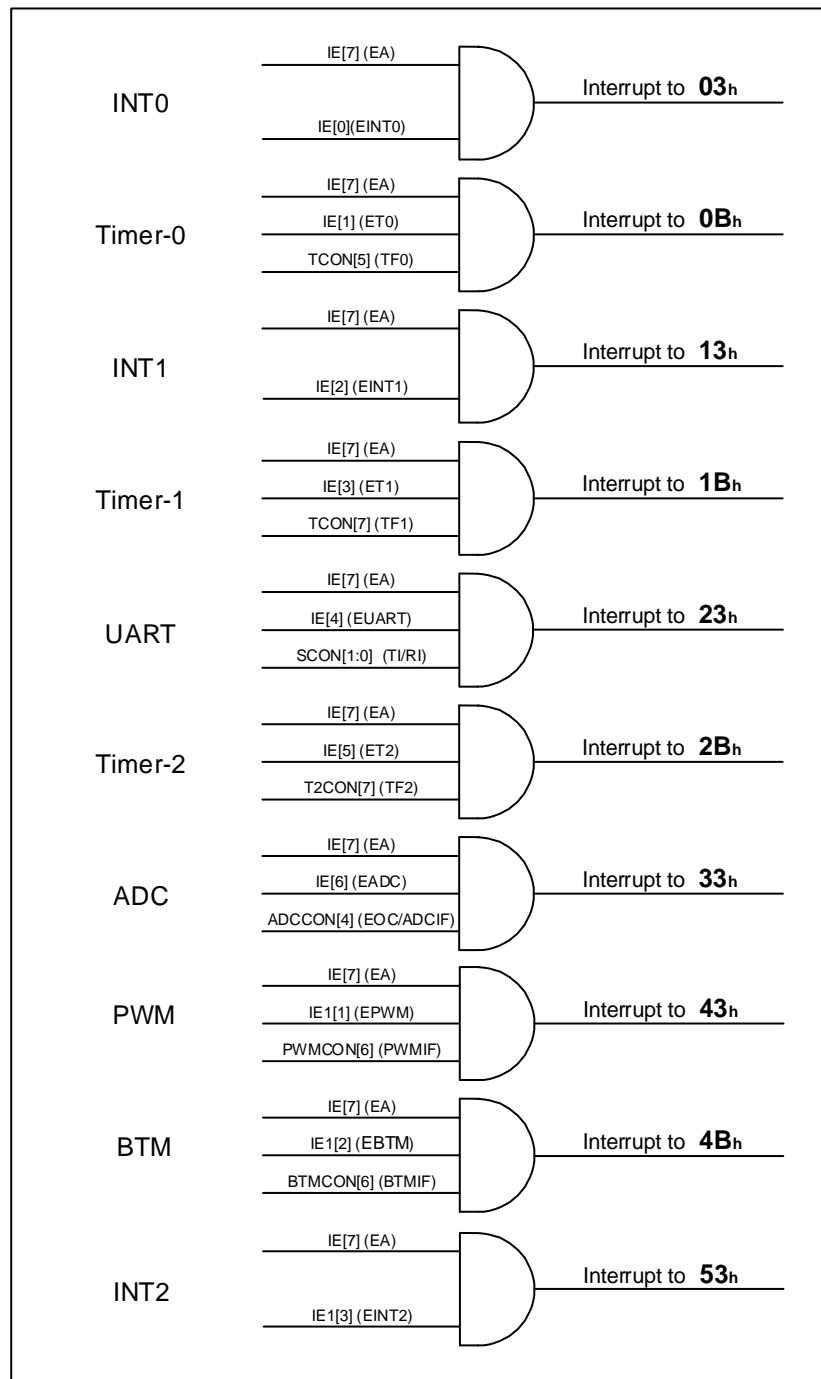 IE[7] (EA)
INT0
Interrupt to 03h
IE[0](EINT0)
IE[7] (EA)
Timer-0
IE[1] (ET0)
Interrupt to 0Bh
TCON[5] (TF0)
IE[7] (EA)
INT1
Interrupt to 13h
IE[2] (EINT1)
IE[7] (EA)
Timer-1
IE[3] (ET1)
Interrupt to 1Bh
TCON[7] (TF1)
IE[7] (EA)
UART
IE[4] (EUART)
Interrupt to 23h
SCON[1:0] (TI/RI)
IE[7] (EA)
Timer-2
IE[5] (ET2)
Interrupt to 2Bh
T2CON[7] (TF2)
IE[7] (EA)
ADC
IE[6] (EADC)
Interrupt to 33h
ADCCON[4] (EOC/ADCIF)
IE[7] (EA)
PWM
IE1[1] (EPWM)
Interrupt to 43h
PWMCON[6] (PWMIF)
IE[7] (EA)
BTM
IE1[2] (EBTM)
Interrupt to 4Bh
BTMCON[6] (BTMIF)
IE[7] (EA)
INT2
Interrupt to 53h
IE1[3] (EINT2)